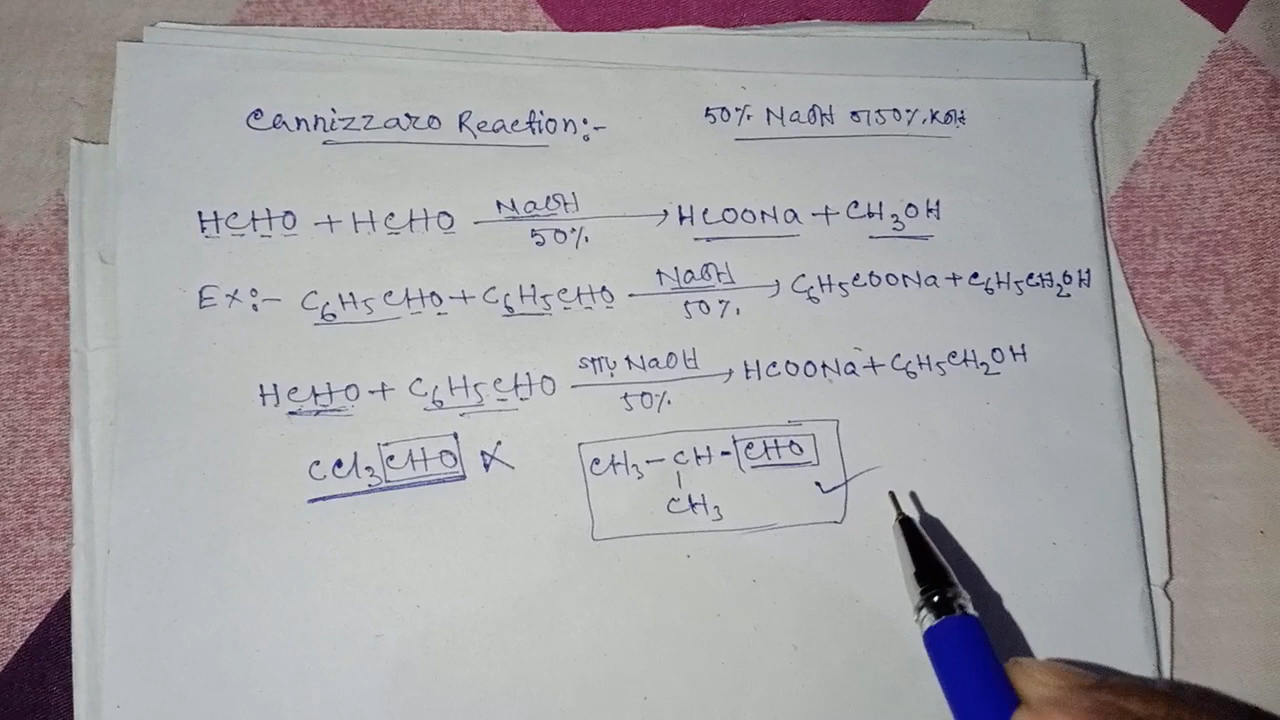 Cannizzaro Reaction:-
50% NaOH या 50% KOH
HCHO + HCHO NaOH 50% → HCOONa + CH₃OH
Ex:- C₆H₅CHO + C₆H₅CHO NaOH 50% → C₆H₅COONa + C₆H₅CH₂OH
HCHO + C₆H₅CHO सान्द्र NaOH 50% → HCOONa + C₆H₅CH₂OH
CCl₃CHO ×
CH₃-CH-CHO ✓
CH₃